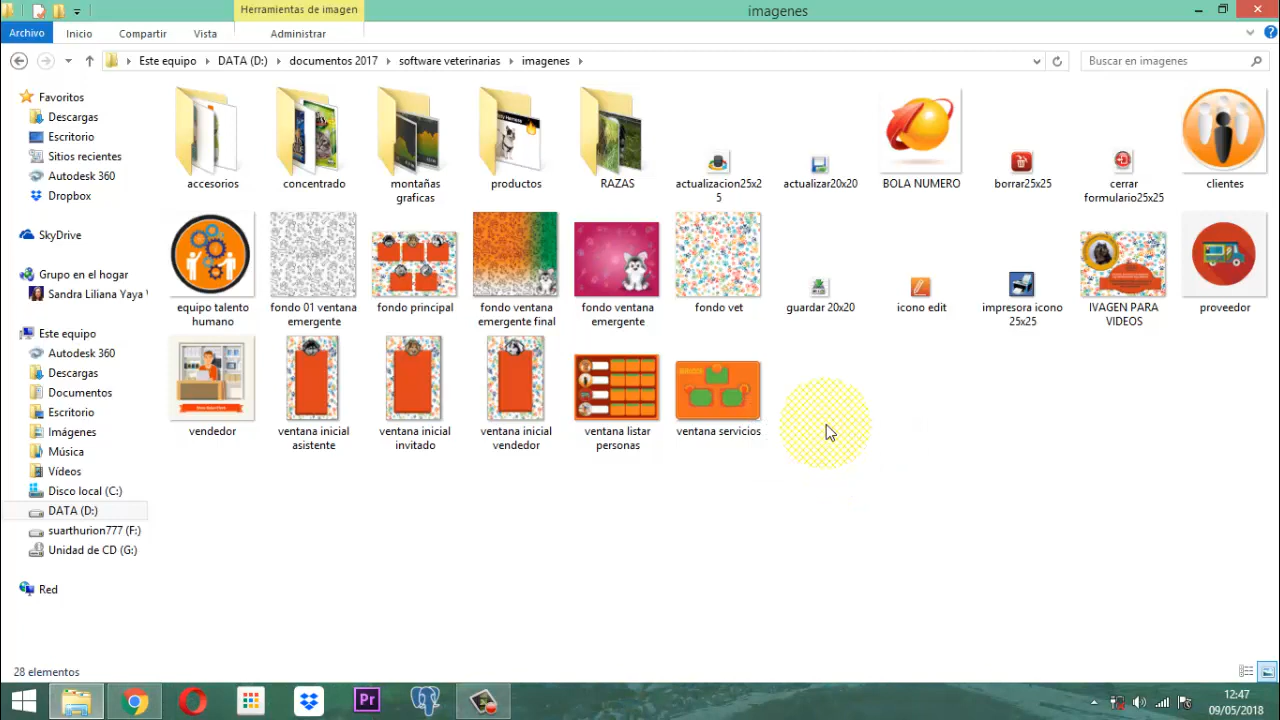 Herramientas de imagen
imagenes
Archivo
Inicio
Compartir
Vista
Administrar
Este equipo
DATA (D:)
documentos 2017
software veterinarias
imagenes
Buscar en imagenes
Favoritos
Descargas
Escritorio
Sitios recientes
Autodesk 360
Dropbox
SkyDrive
Grupo en el hogar
Sandra Liliana Yaya
Este equipo
Autodesk 360
Descargas
Documentos
Escritorio
Imágenes
Música
Vídeos
Disco local (C:)
DATA (D:)
suarthurion777 (F:)
Unidad de CD (G:)
Red
accesorios
concentrado
montañas
graficas
productos
RAZAS
actualizacion25x2
5
actualizar20x20
BOLA NUMERO
borrar25x25
cerrar
formulario25x25
clientes
equipo talento
humano
fondo 01 ventana
emergente
fondo principal
fondo ventana
emergente final
fondo ventana
emergente
fondo vet
guardar 20x20
icono edit
impresora icono
25x25
IVAGEN PARA
VIDEOS
proveedor
vendedor
ventana inicial
asistente
ventana inicial
invitado
ventana inicial
vendedor
ventana listar
personas
ventana servicios
28 elementos
Pr
12:47
09/05/2018